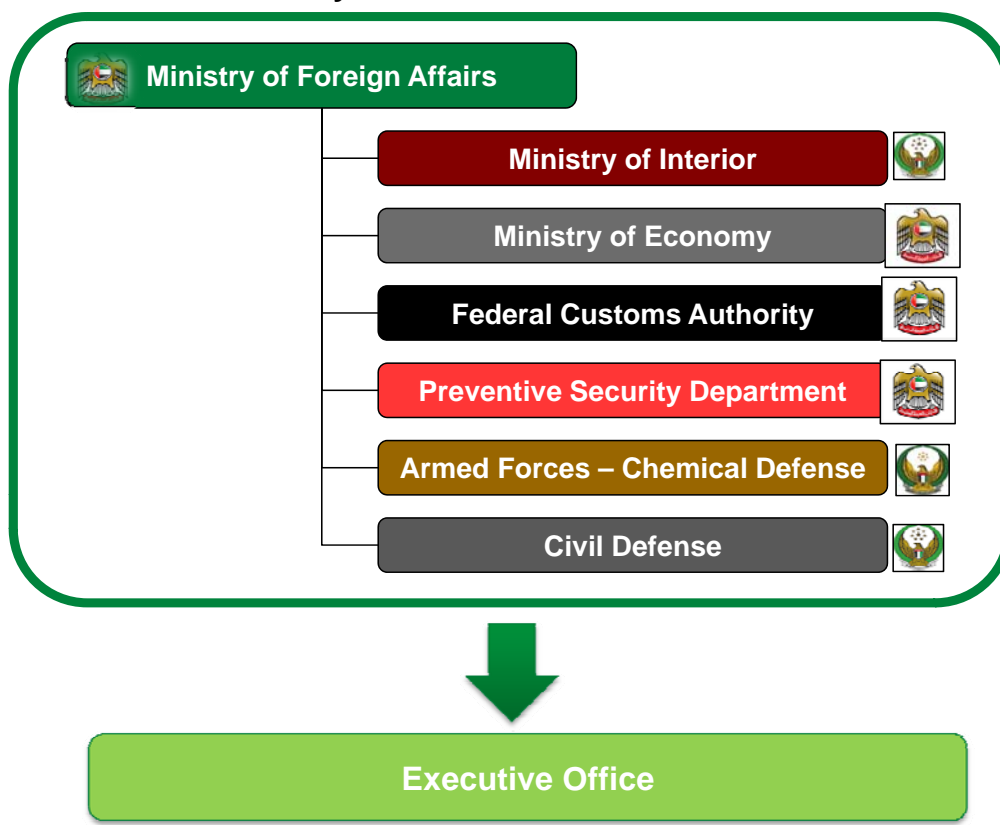 Ministry of Foreign Affairs
Ministry of Interior
Ministry of Economy
Federal Customs Authority
Preventive Security Department
Armed Forces – Chemical Defense
Civil Defense
Executive Office